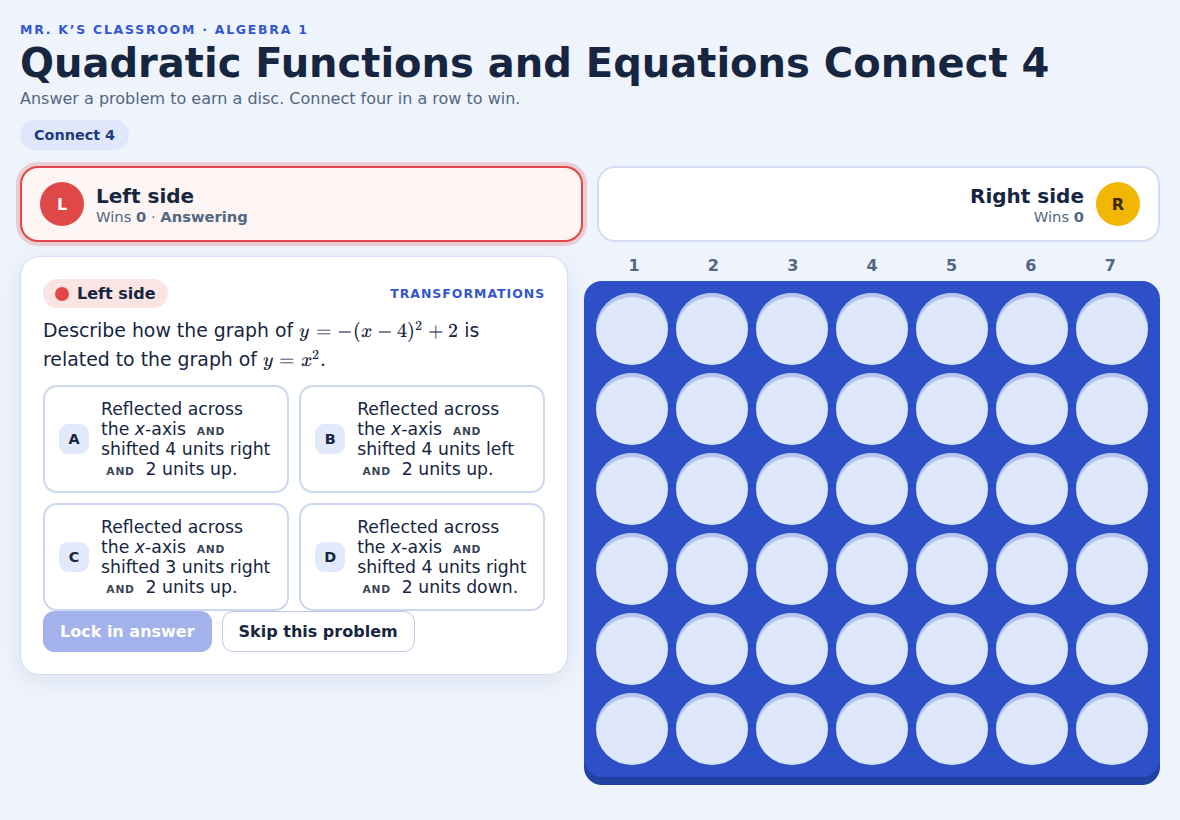 MR. K’S CLASSROOM · ALGEBRA 1
Quadratic Functions and Equations Connect 4
Answer a problem to earn a disc. Connect four in a row to win.
Connect 4
L
Left side
Wins 0 · Answering
Right side
Wins 0
R
Left side
TRANSFORMATIONS
Describe how the graph of y = −(x − 4)² + 2 is
related to the graph of y = x².
A
Reflected across
the x-axis AND
shifted 4 units right
AND 2 units up.
B
Reflected across
the x-axis AND
shifted 4 units left
AND 2 units up.
C
Reflected across
the x-axis AND
shifted 3 units right
AND 2 units up.
D
Reflected across
the x-axis AND
shifted 4 units right
AND 2 units down.
Lock in answer
Skip this problem
1 2 3 4 5 6 7